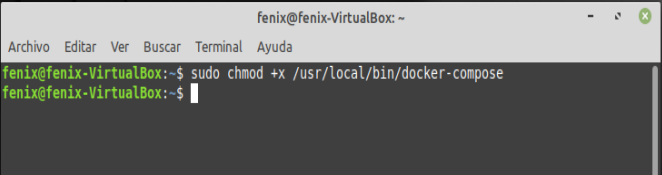 fenix@fenix-VirtualBox: ~
Archivo Editar Ver Buscar Terminal Ayuda
fenix@fenix-VirtualBox:~$ sudo chmod +x /usr/local/bin/docker-compose
fenix@fenix-VirtualBox:~$